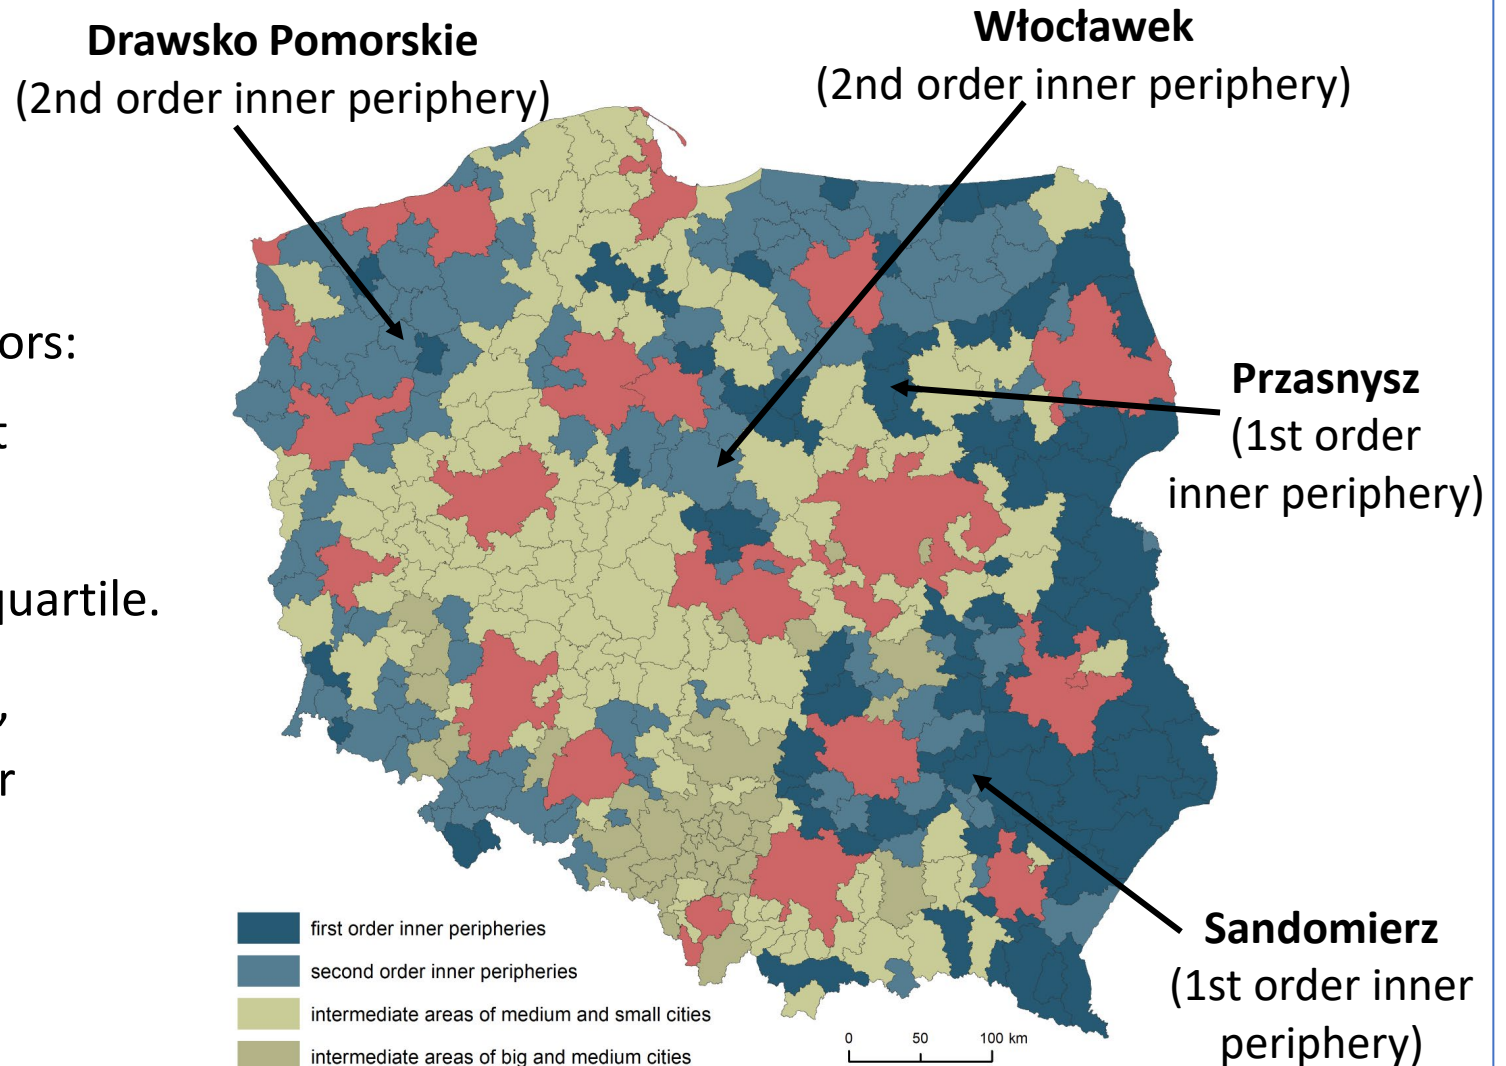 Drawsko Pomorskie
(2nd order inner periphery)
Włocławek
(2nd order inner periphery)
ors:
t
quartile.
,
r
Przasnysz
(1st order
inner periphery)
Sandomierz
(1st order inner
periphery)
first order inner peripheries
second order inner peripheries
intermediate areas of medium and small cities
intermediate areas of big and medium cities
0 50 100 km